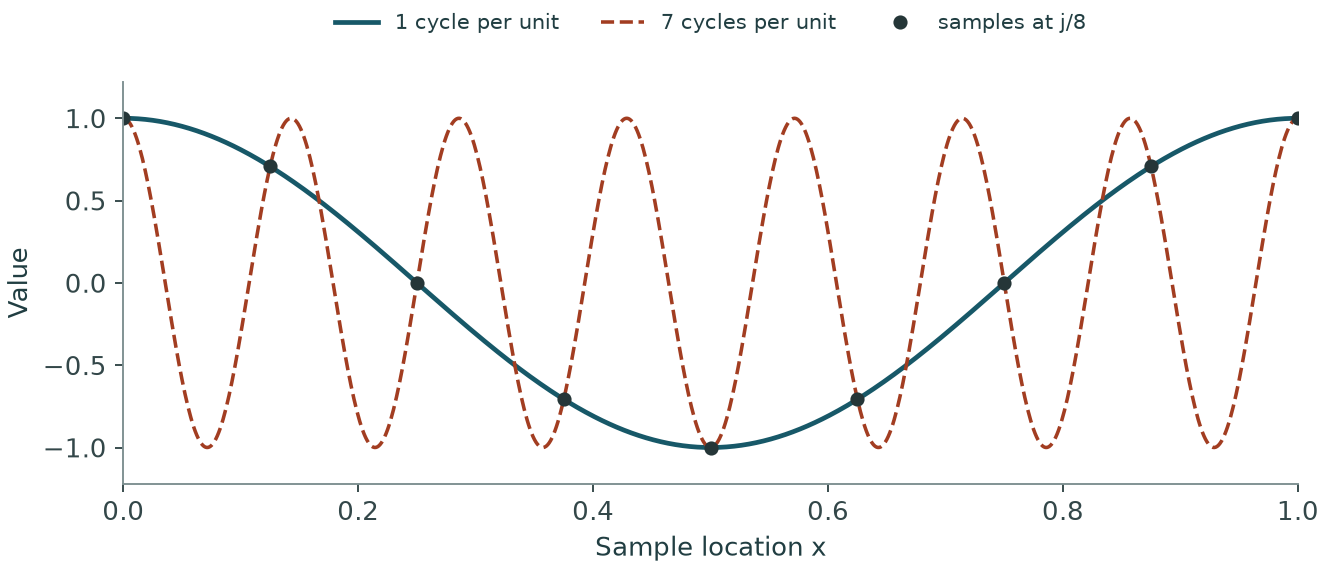 1 cycle per unit 7 cycles per unit samples at j/8
Value
1.0
0.5
0.0
−0.5
−1.0
0.0 0.2 0.4 0.6 0.8 1.0
Sample location x